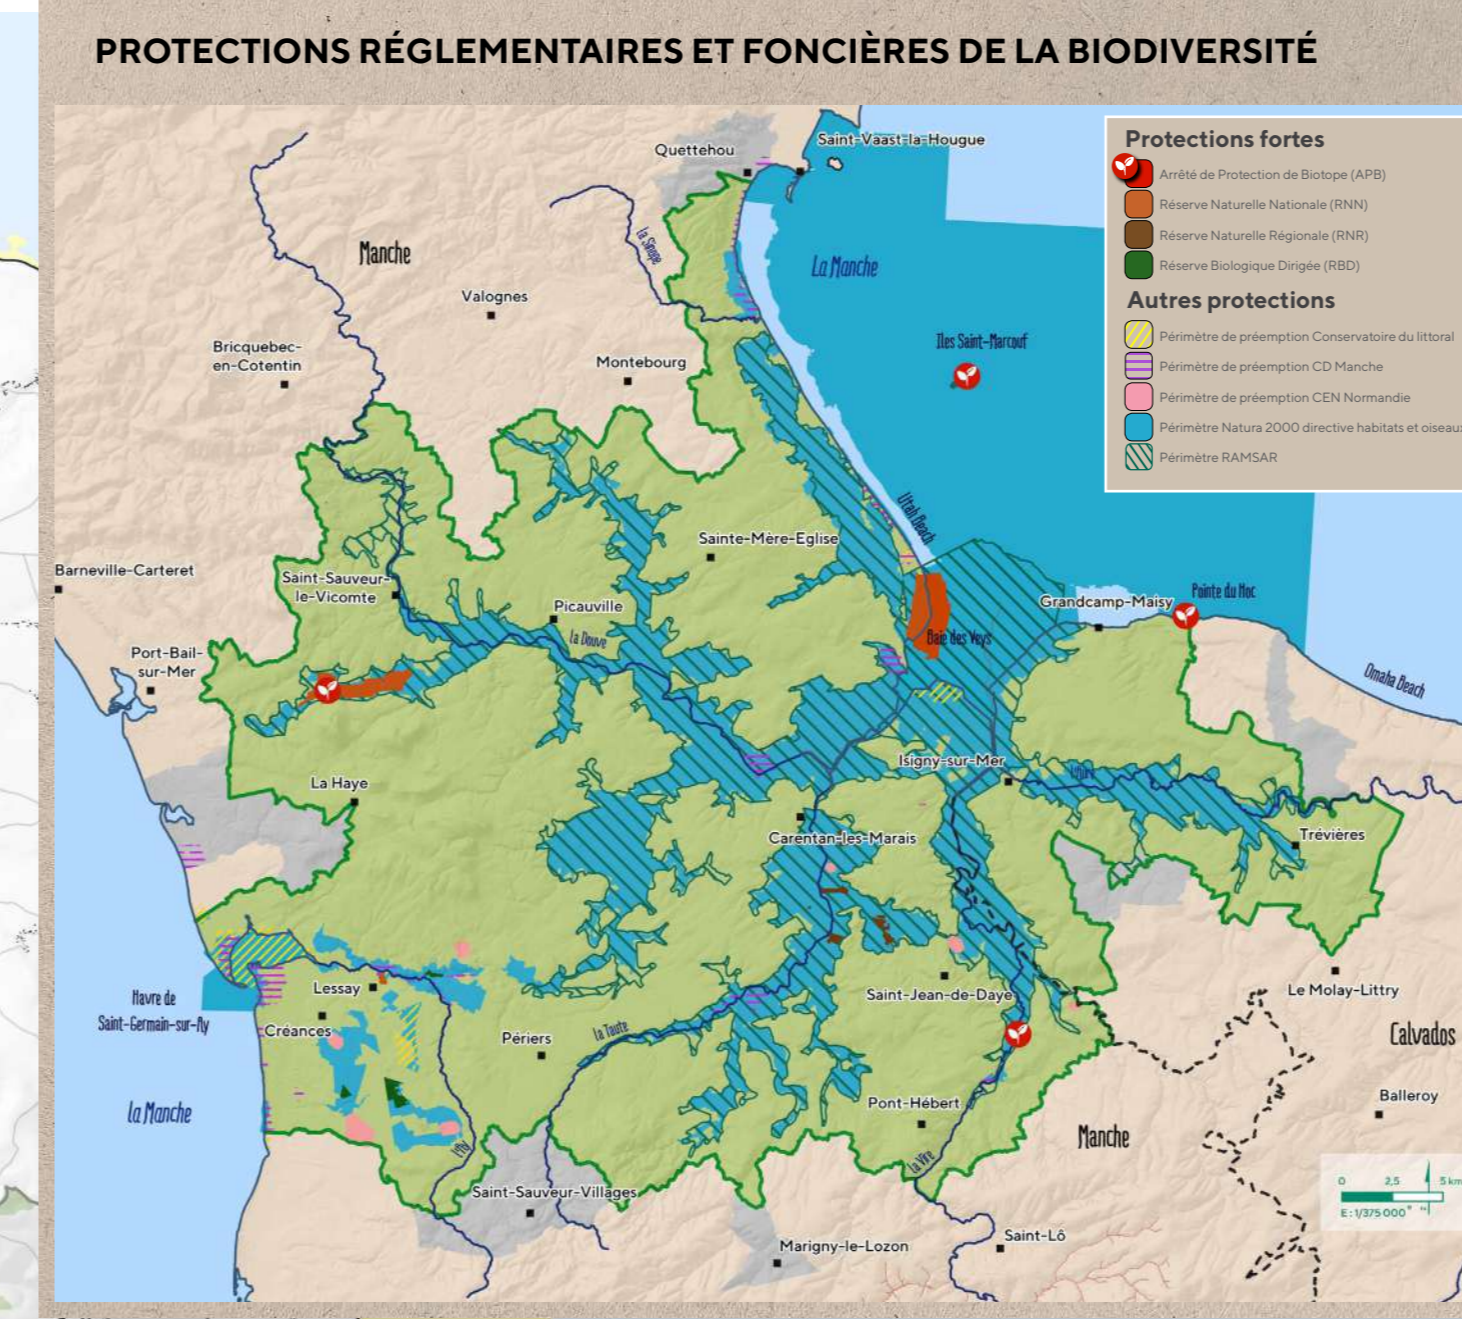 PROTECTIONS RÉGLEMENTAIRES ET FONCIÈRES DE LA BIODIVERSITÉ
Protections fortes
Arrêté de Protection de Biotope (APB)
Réserve Naturelle Nationale (RNN)
Réserve Naturelle Régionale (RNR)
Réserve Biologique Dirigée (RBD)
Autres protections
Périmètre de préemption Conservatoire du littoral
Périmètre de préemption CD Manche
Périmètre de préemption CEN Normandie
Périmètre Natura 2000 directive habitats et oiseaux
Périmètre RAMSAR
Quettehou
Saint-Vaast-la-Hougue
la Sinope
Manche
La Manche
Valognes
Iles Saint-Marcouf
Bricquebec-
en-Cotentin
Montebourg
Utah Beach
Sainte-Mère-Eglise
Barneville-Carteret
Saint-Sauveur-
le-Vicomte
Picauville
la Douve
Grandcamp-Maisy
Pointe du Hoc
Baie des Veys
Port-Bail-
sur-Mer
Omaha Beach
Isigny-sur-Mer
La Haye
Carentan-les-Marais
Trévières
Lessay
Havre de
Saint-Germain-sur-Ay
Créances
Saint-Jean-de-Daye
Le Molay-Littry
Périers
la Taute
Calvados
la Manche
Pont-Hébert
Balleroy
Manche
l'Ay
la Vire
Saint-Sauveur-Villages
Saint-Lô
Marigny-le-Lozon
0 2,5 5 km
E : 1/375 000